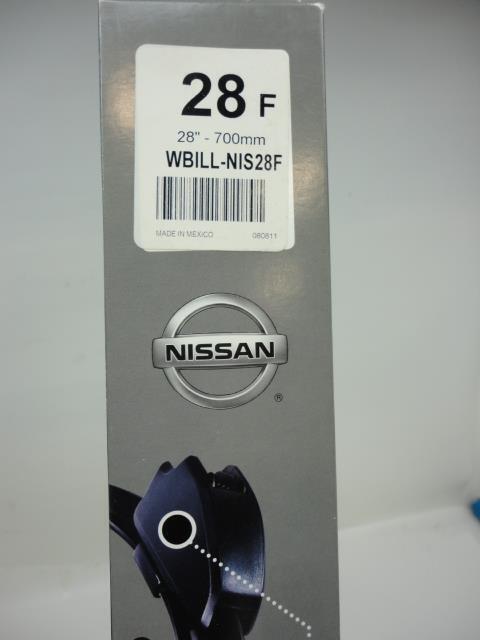 28 F
28" - 700mm
WBILL-NIS28F
MADE IN MEXICO 080811
NISSAN
®